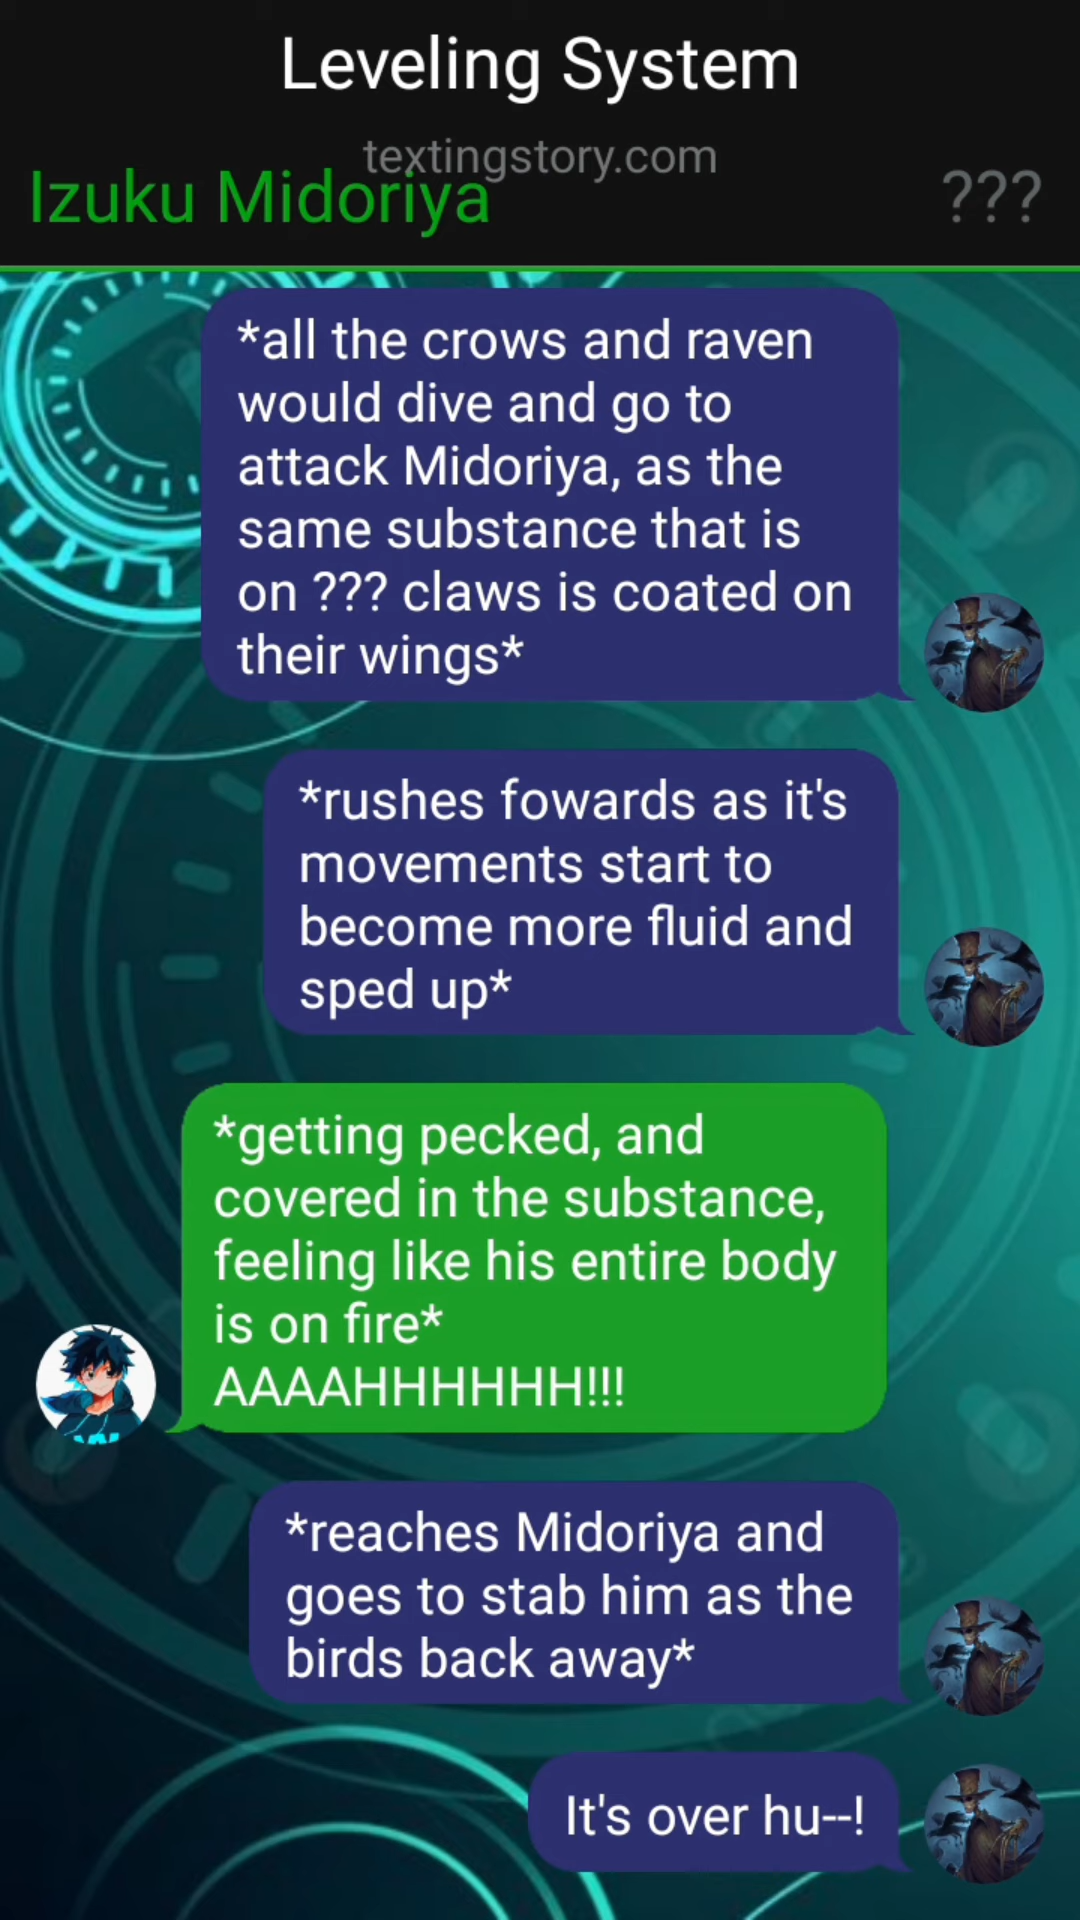 Leveling System
textingstory.com
Izuku Midoriya
???
*all the crows and raven
would dive and go to
attack Midoriya, as the
same substance that is
on ??? claws is coated on
their wings*
*rushes fowards as it's
movements start to
become more fluid and
sped up*
*getting pecked, and
covered in the substance,
feeling like his entire body
is on fire*
AAAAHHHHHH!!!
*reaches Midoriya and
goes to stab him as the
birds back away*
It's over hu--!